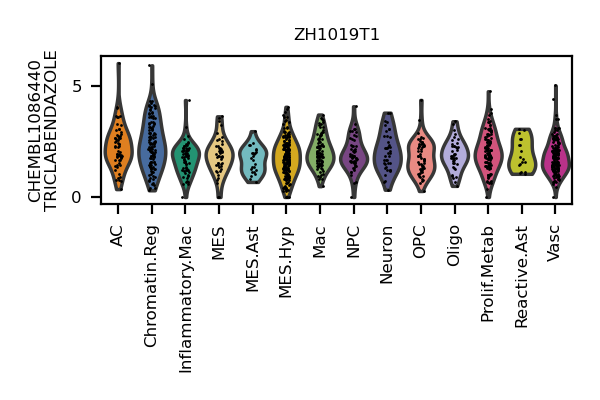 ZH1019T1
CHEMBL1086440
TRICLABENDAZOLE
5
0
AC
Chromatin.Reg
Inflammatory.Mac
MES
MES.Ast
MES.Hyp
Mac
NPC
Neuron
OPC
Oligo
Prolif.Metab
Reactive.Ast
Vasc